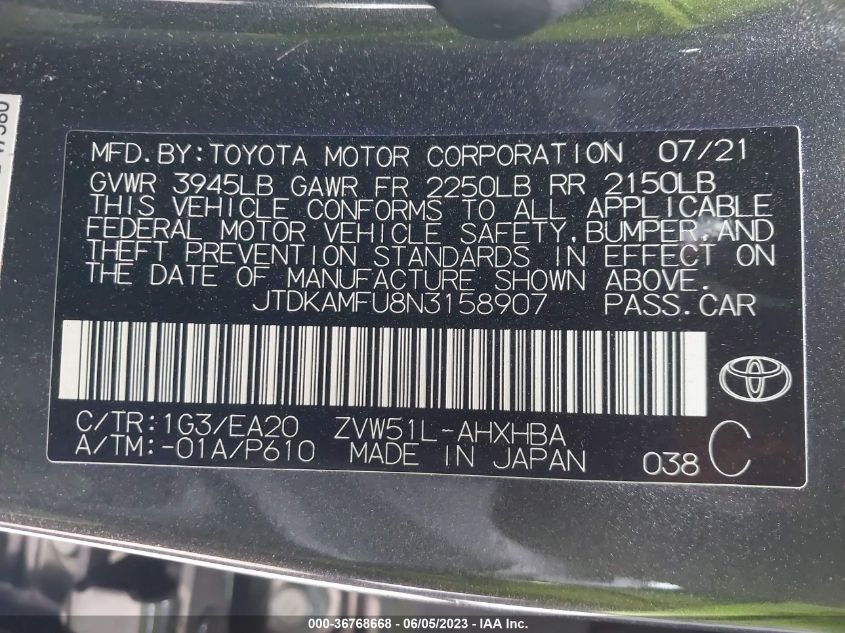 MFD.BY:TOYOTA MOTOR CORPORATION 07/21
GVWR 3945LB GAWR FR 2250LB RR 2150LB
THIS VEHICLE CONFORMS TO ALL APPLICABLE
FEDERAL MOTOR VEHICLE SAFETY,BUMPER,AND
THEFT PREVENTION STANDARDS IN EFFECT ON
THE DATE OF MANUFACTURE SHOWN ABOVE.
JTDKAMFU8N3158907 PASS.CAR
C/TR:1G3/EA20 ZVW51L-AHXHBA
A/TM:-01A/P610 MADE IN JAPAN 038 C
000-36768668 - 06/05/2023 - IAA Inc.